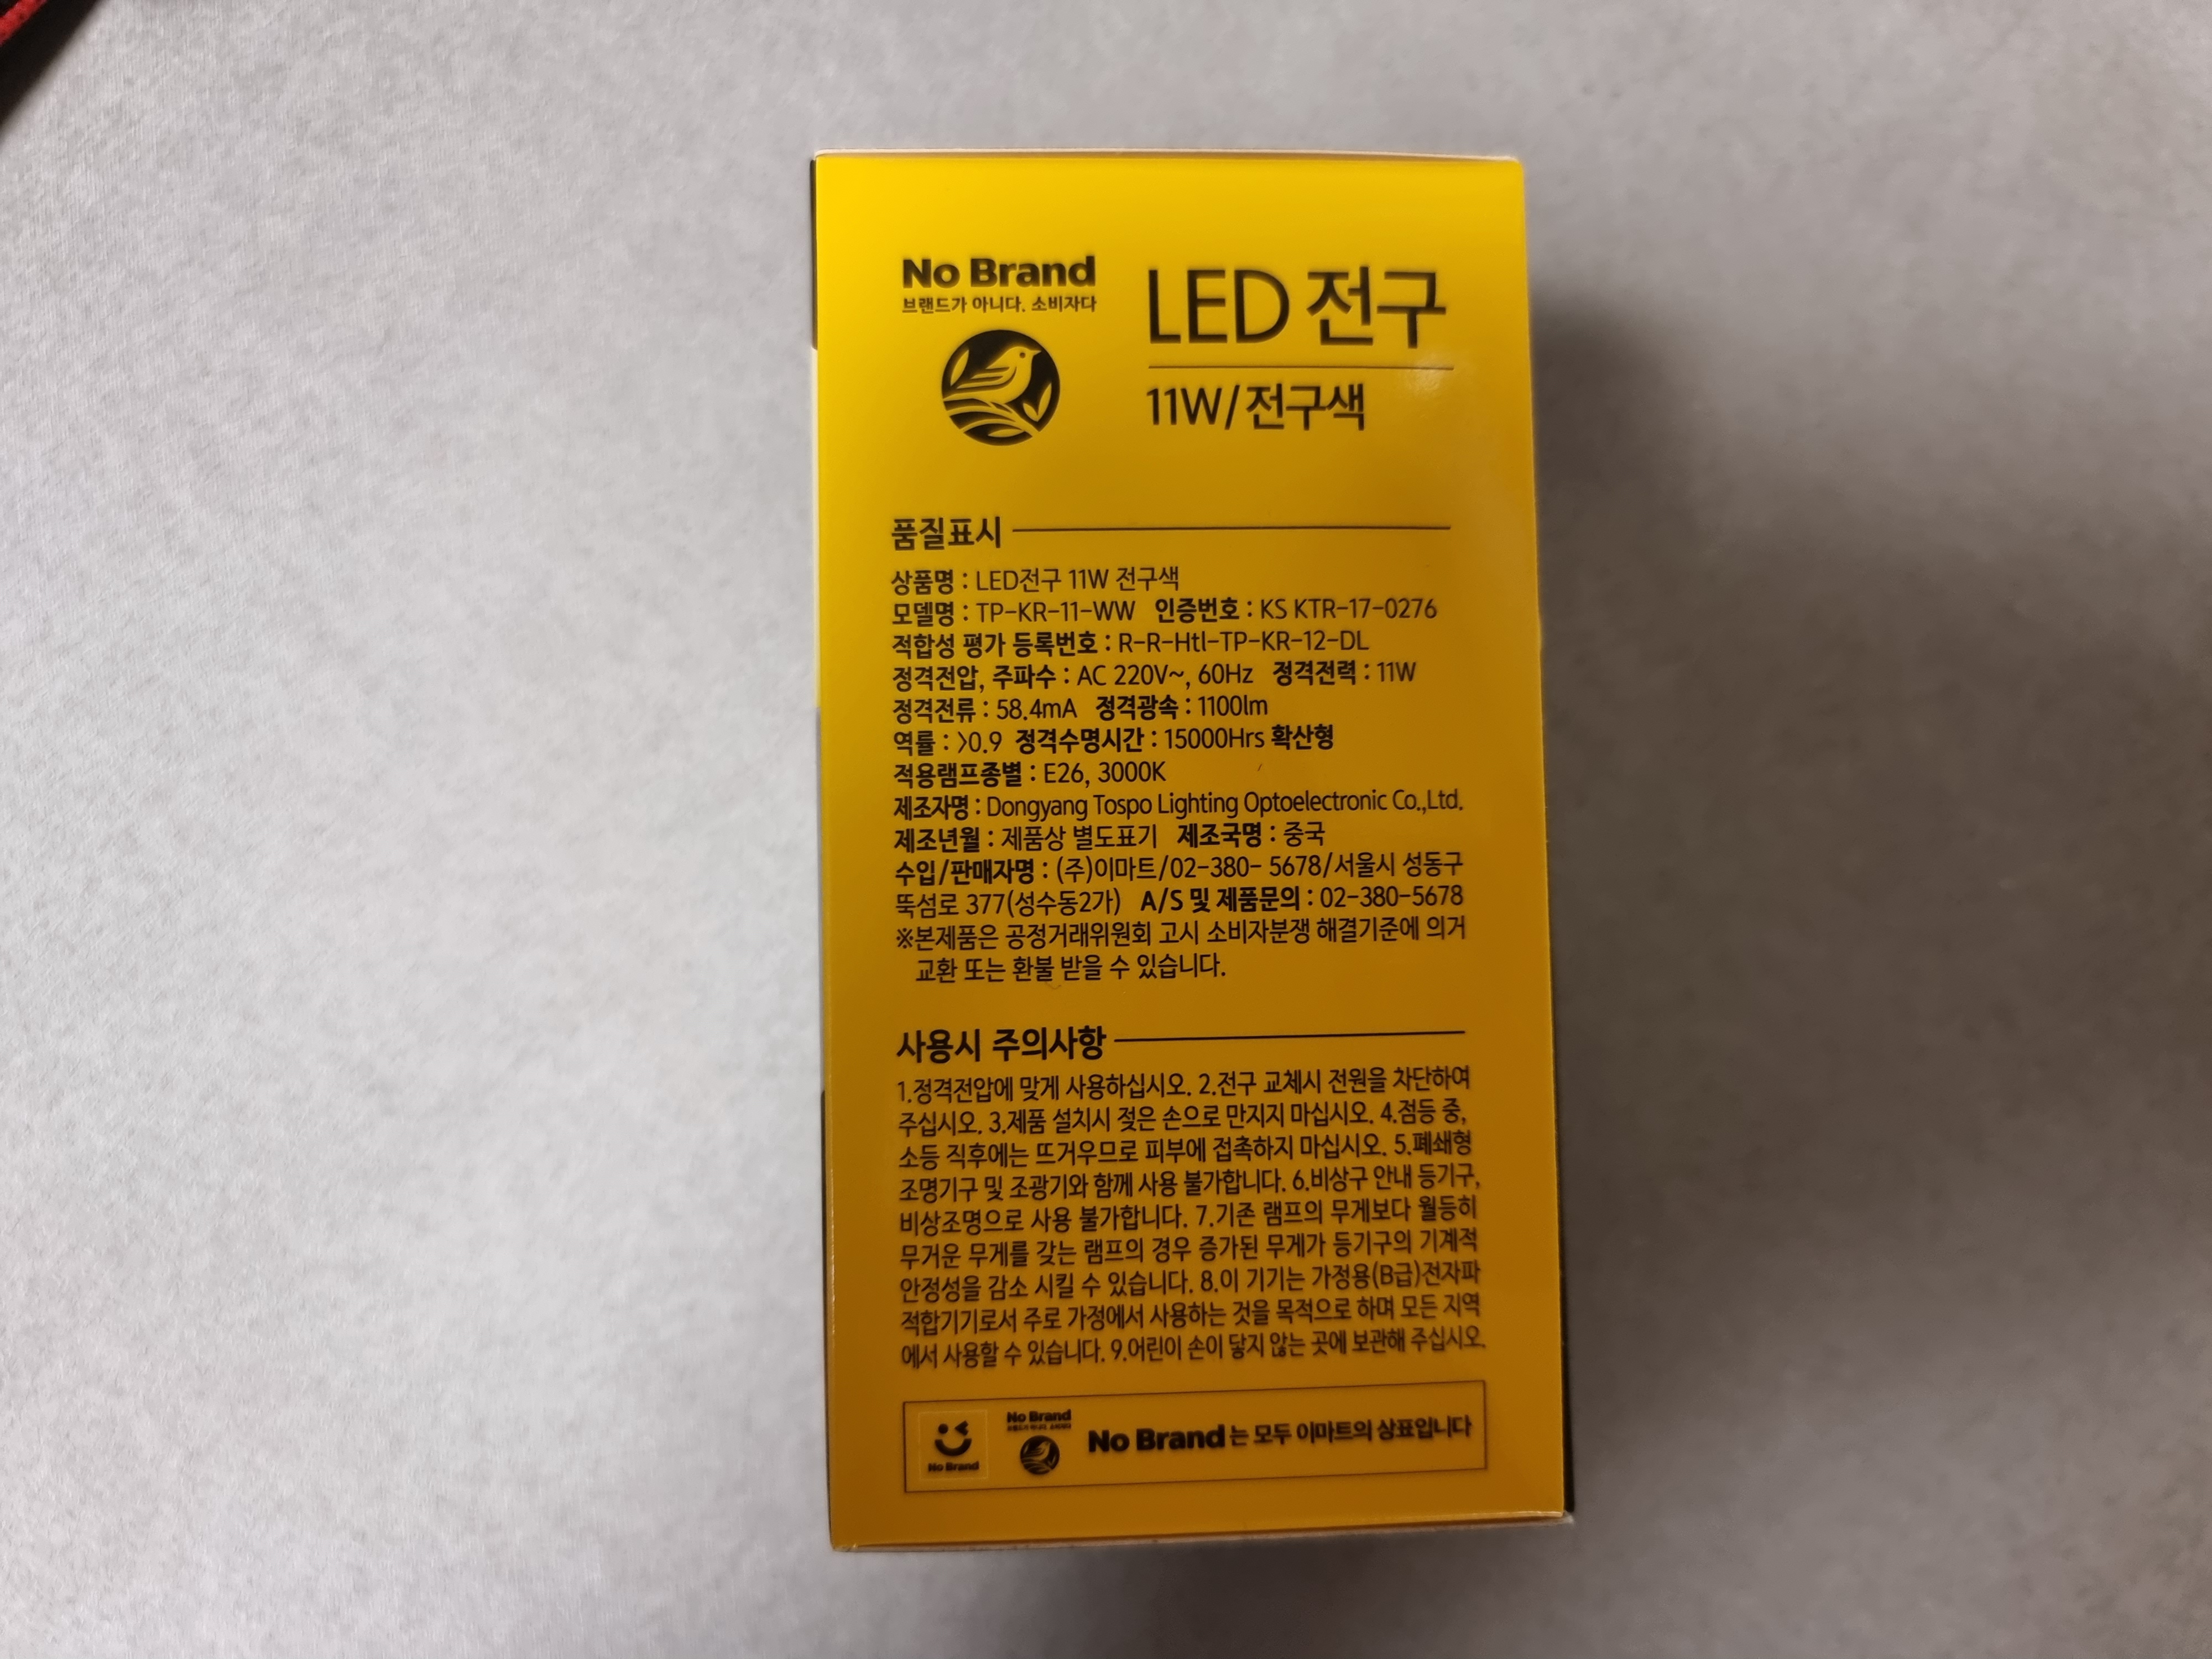 No Brand
브랜드가 아니다. 소비자다
LED 전구
11W/전구색
품질표시
상품명 : LED전구 11W 전구색
모델명 : TP-KR-11-WW 인증번호 : KS KTR-17-0276
적합성 평가 등록번호 : R-R-Htl-TP-KR-12-DL
정격전압, 주파수 : AC 220V~, 60Hz 정격전력 : 11W
정격전류 : 58.4mA 정격광속 : 1100lm
역률 : >0.9 정격수명시간 : 15000Hrs 확산형
적용램프종별 : E26, 3000K
제조자명 : Dongyang Tospo Lighting Optoelectronic Co.,Ltd.
제조년월 : 제품상 별도표기 제조국명 : 중국
수입/판매자명 : (주)이마트/02-380- 5678/서울시 성동구
뚝섬로 377(성수동2가) A/S 및 제품문의 : 02-380-5678
※본제품은 공정거래위원회 고시 소비자분쟁 해결기준에 의거
교환 또는 환불 받을 수 있습니다.
사용시 주의사항
1.정격전압에 맞게 사용하십시오. 2.전구 교체시 전원을 차단하여
주십시오. 3.제품 설치시 젖은 손으로 만지지 마십시오. 4.점등 중,
소등 직후에는 뜨거우므로 피부에 접촉하지 마십시오. 5.폐쇄형
조명기구 및 조광기와 함께 사용 불가합니다. 6.비상구 안내 등기구,
비상조명으로 사용 불가합니다. 7.기존 램프의 무게보다 월등히
무거운 무게를 갖는 램프의 경우 증가된 무게가 등기구의 기계적
안정성을 감소 시킬 수 있습니다. 8.이 기기는 가정용(B급)전자파
적합기기로서 주로 가정에서 사용하는 것을 목적으로 하며 모든 지역
에서 사용할 수 있습니다. 9.어린이 손이 닿지 않는 곳에 보관해 주십시오.
No Brand
No Brand
No Brand는 모두 이마트의 상표입니다